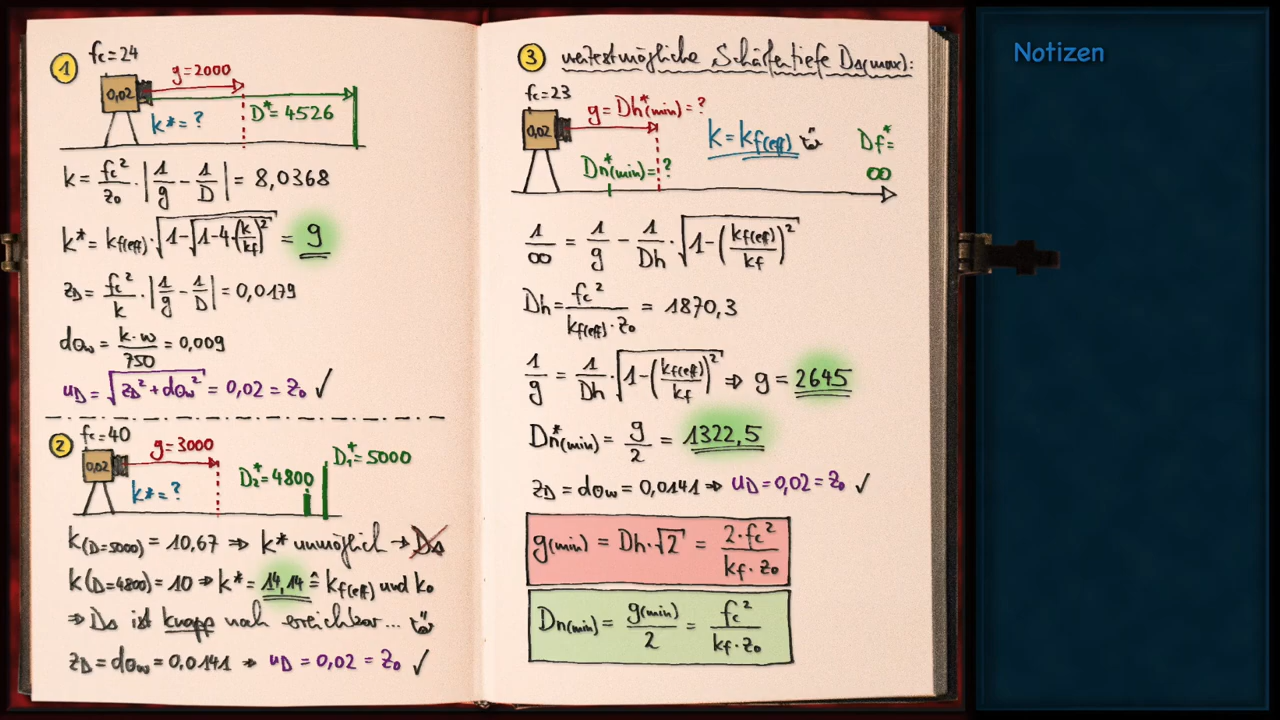 1 fc=24
0,02
g=2000
D*=4526
k*=?
k = fc²/z₀ · |1/g − 1/D| = 8,0368
k* = kf(eff) · √(1−√(1−4·(k/kf)²)) = 9
zD = fc²/k · |1/g − 1/D| = 0,0179
d☉w = k·w/750 = 0,009
uD = √(zD² + d☉w²) = 0,02 = z₀ ✓
2 fc=40
0,02
g=3000
k*=?
D₂*=4800
D₁*=5000
k(D=5000) = 10,67 ⇒ k* unmöglich → Ds
k(D=4800) = 10 ⇒ k* = 14,14 ≙ kf(eff) und k₀
⇒ Ds ist knapp noch erreichbar...
zD = d☉w = 0,0141 ⇒ uD = 0,02 = z₀ ✓
3 weitestmögliche Schärfentiefe Ds(max):
fc=23
0,02
g = Dh*(min) = ?
Dn*(min) = ?
k = kf(eff)
Df* = ∞
1/∞ = 1/g − 1/Dh · √(1−(kf(eff)/kf)²)
Dh = fc²/(kf(eff) · z₀) = 1870,3
1/g = 1/Dh · √(1−(kf(eff)/kf)²) ⇒ g = 2645
Dn*(min) = g/2 = 1322,5
zD = d☉w = 0,0141 ⇒ uD = 0,02 = z₀ ✓
g(min) = Dh · √2 = 2·fc²/(kf · z₀)
Dn(min) = g(min)/2 = fc²/(kf · z₀)
Notizen